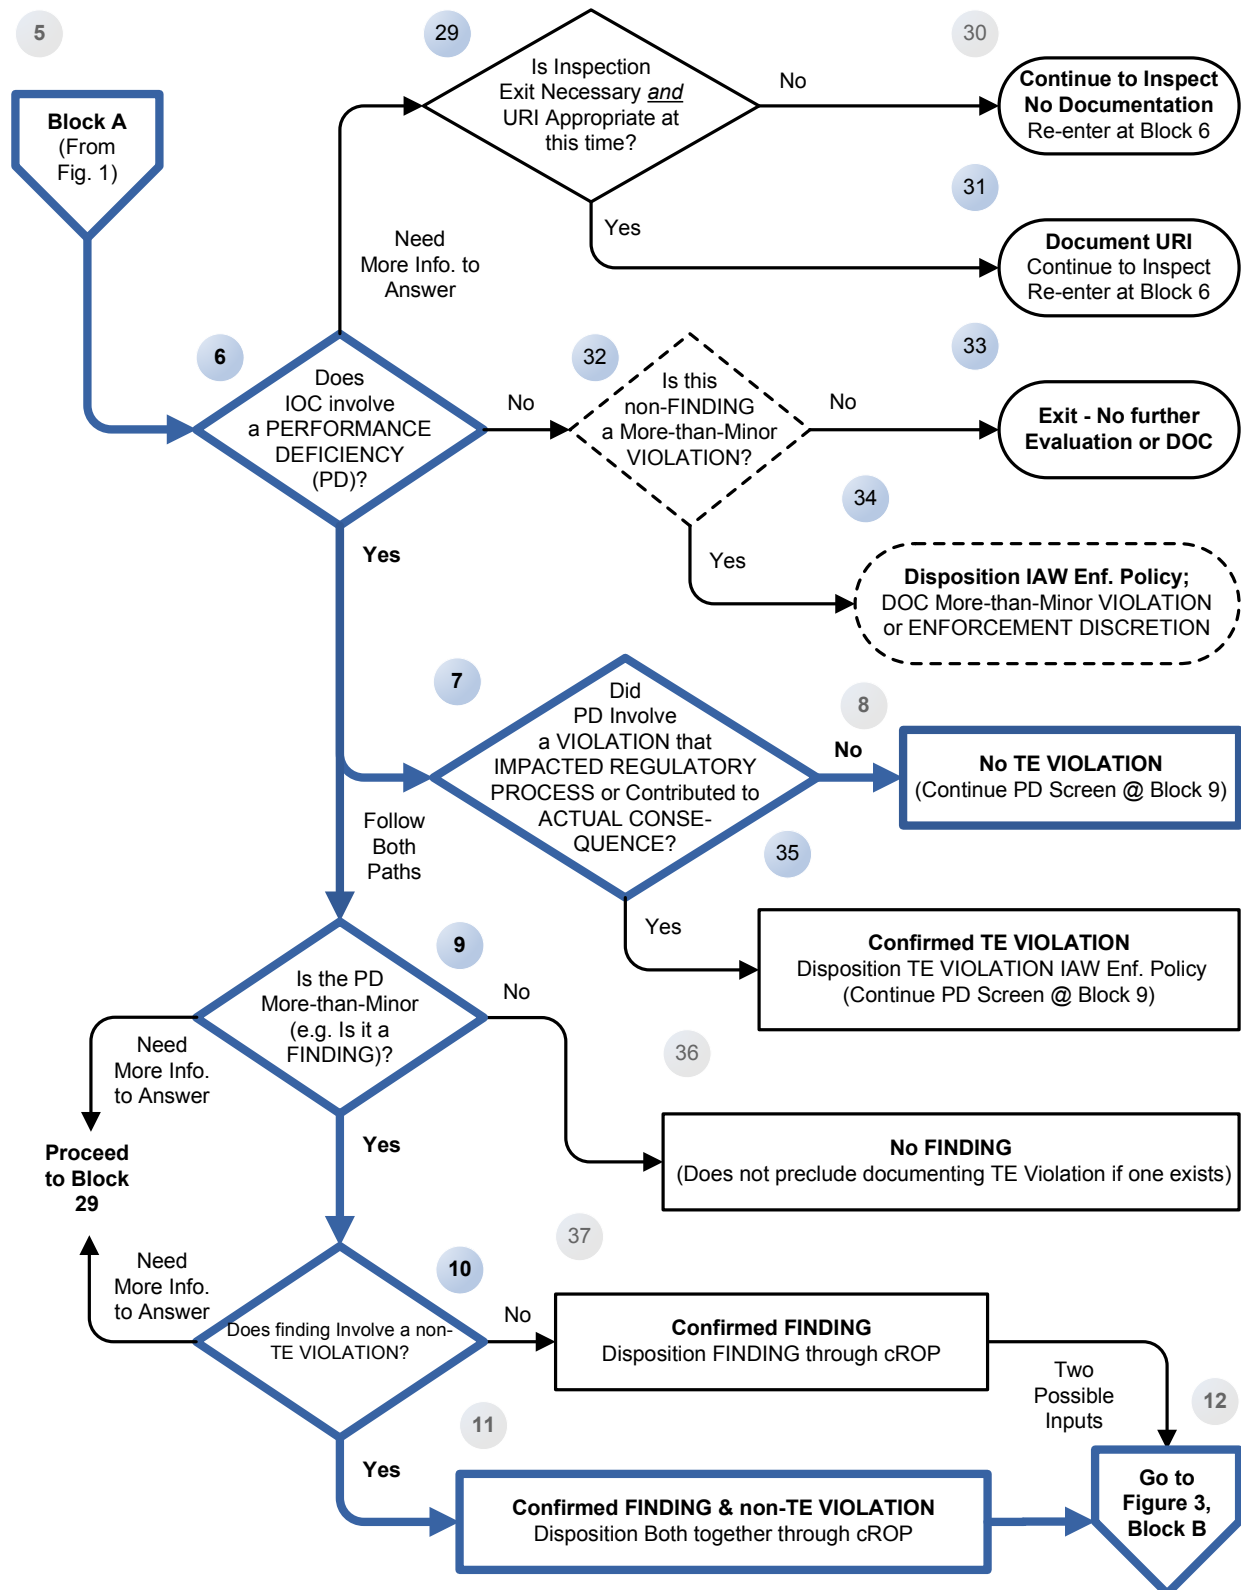 5
Block A
(From
Fig. 1)
29
Is Inspection
Exit Necessary and
URI Appropriate at
this time?
No
30
Continue to Inspect
No Documentation
Re-enter at Block 6
Yes
31
Document URI
Continue to Inspect
Re-enter at Block 6
Need
More Info. to
Answer
6
Does
IOC involve
a PERFORMANCE
DEFICIENCY
(PD)?
No
32
Is this
non-FINDING
a More-than-Minor
VIOLATION?
No
33
Exit - No further
Evaluation or DOC
Yes
34
Disposition IAW Enf. Policy;
DOC More-than-Minor VIOLATION
or ENFORCEMENT DISCRETION
Yes
7
Did
PD Involve
a VIOLATION that
IMPACTED REGULATORY
PROCESS or Contributed to
ACTUAL CONSE-
QUENCE?
8
No
No TE VIOLATION
(Continue PD Screen @ Block 9)
Follow
Both
Paths
35
Yes
Confirmed TE VIOLATION
Disposition TE VIOLATION IAW Enf. Policy
(Continue PD Screen @ Block 9)
9
Is the PD
More-than-Minor
(e.g. Is it a
FINDING)?
No
Need
More Info.
to Answer
36
No FINDING
(Does not preclude documenting TE Violation if one exists)
Yes
Proceed
to Block
29
Need
More Info.
to Answer
10
Does finding Involve a non-
TE VIOLATION?
No
37
Confirmed FINDING
Disposition FINDING through cROP
Two
Possible
Inputs
12
Yes
11
Confirmed FINDING & non-TE VIOLATION
Disposition Both together through cROP
Go to
Figure 3,
Block B